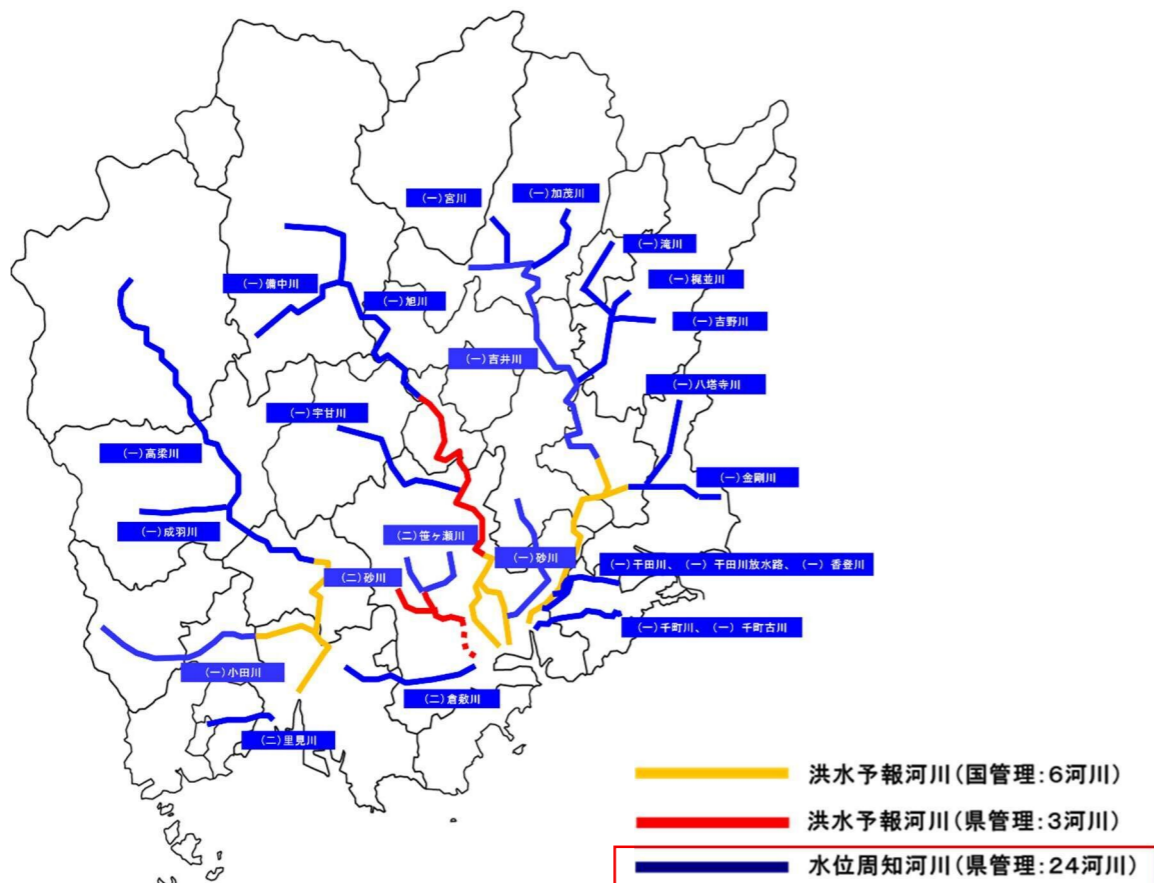 (一)宮川
(一)加茂川
(一)滝川
(一)備中川
(一)梶並川
(一)旭川
(一)吉野川
(一)吉井川
(一)八塔寺川
(一)宇甘川
(一)高梁川
(一)金剛川
(一)成羽川
(二)笹ヶ瀬川
(一)砂川
(一)干田川、(一)干田川放水路、(一)香登川
(二)砂川
(一)千町川、(一)千町古川
(一)小田川
(二)倉敷川
(二)里見川
洪水予報河川(国管理:6河川)
洪水予報河川(県管理:3河川)
水位周知河川(県管理:24河川)